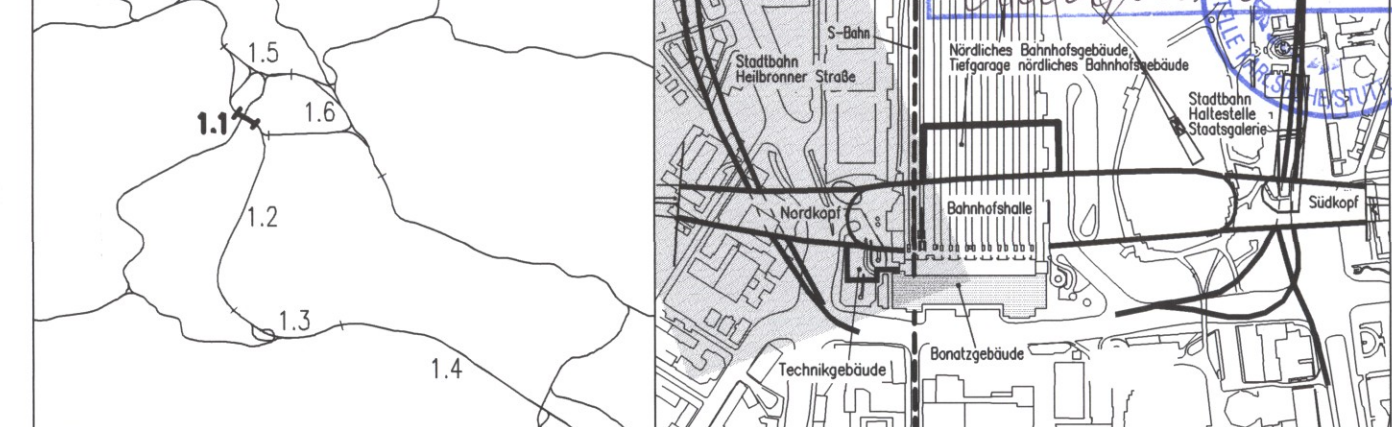 1.5
1.6
1.1
1.2
1.3
1.4
S-Bahn
Stadtbahn
Heilbronner Straße
Nördliches Bahnhofsgebäude,
Tiefgarage nördliches Bahnhofsgebäude
Stadtbahn
Haltestelle
Staatsgalerie
Nordkopf
Bahnhofshalle
Südkopf
Technikgebäude
Bonatzgebäude